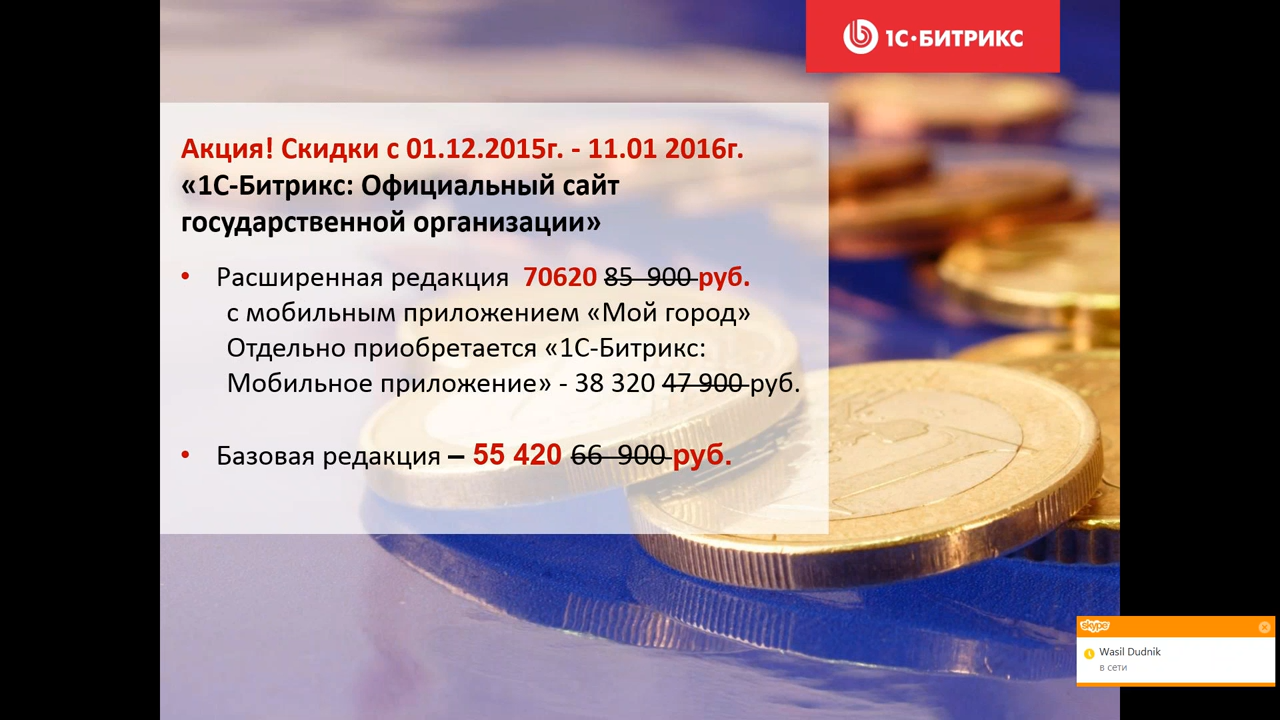 1С·БИТРИКС
Акция! Скидки с 01.12.2015г. - 11.01 2016г.
«1С-Битрикс: Официальный сайт
государственной организации»
• Расширенная редакция 70620 85 900 руб.
с мобильным приложением «Мой город»
Отдельно приобретается «1С-Битрикс:
Мобильное приложение» - 38 320 47 900 руб.
• Базовая редакция – 55 420 66 900 руб.
skype
Wasil Dudnik
в сети